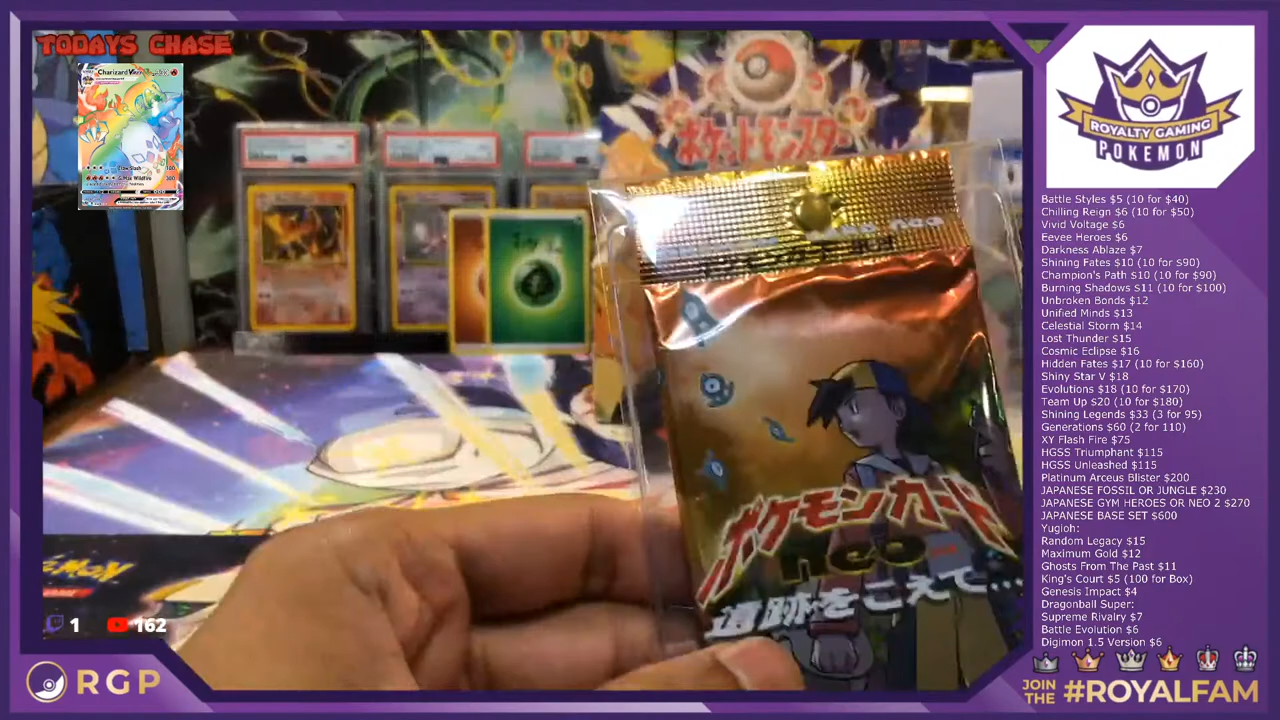 TODAYS CHASE
Charizard
Claw Slash 100
G-Max Wildfire 300
ポケットモンスター
neo
ポケモンカード
neo
遺跡をこえて…
1
162
RGP
ROYALTY GAMING
POKEMON
Battle Styles $5 (10 for $40)
Chilling Reign $6 (10 for $50)
Vivid Voltage $6
Eevee Heroes $6
Darkness Ablaze $7
Shining Fates $10 (10 for $90)
Champion's Path $10 (10 for $90)
Burning Shadows $11 (10 for $100)
Unbroken Bonds $12
Unified Minds $13
Celestial Storm $14
Lost Thunder $15
Cosmic Eclipse $16
Hidden Fates $17 (10 for $160)
Shiny Star V $18
Evolutions $18 (10 for $170)
Team Up $20 (10 for $180)
Shining Legends $33 (3 for 95)
Generations $60 (2 for 110)
XY Flash Fire $75
HGSS Triumphant $115
HGSS Unleashed $115
Platinum Arceus Blister $200
JAPANESE FOSSIL OR JUNGLE $230
JAPANESE GYM HEROES OR NEO 2 $270
JAPANESE BASE SET $600
Yugioh:
Random Legacy $15
Maximum Gold $12
Ghosts From The Past $11
King's Court $5 (100 for Box)
Genesis Impact $4
Dragonball Super:
Supreme Rivalry $7
Battle Evolution $6
Digimon 1.5 Version $6
JOIN
THE #ROYALFAM